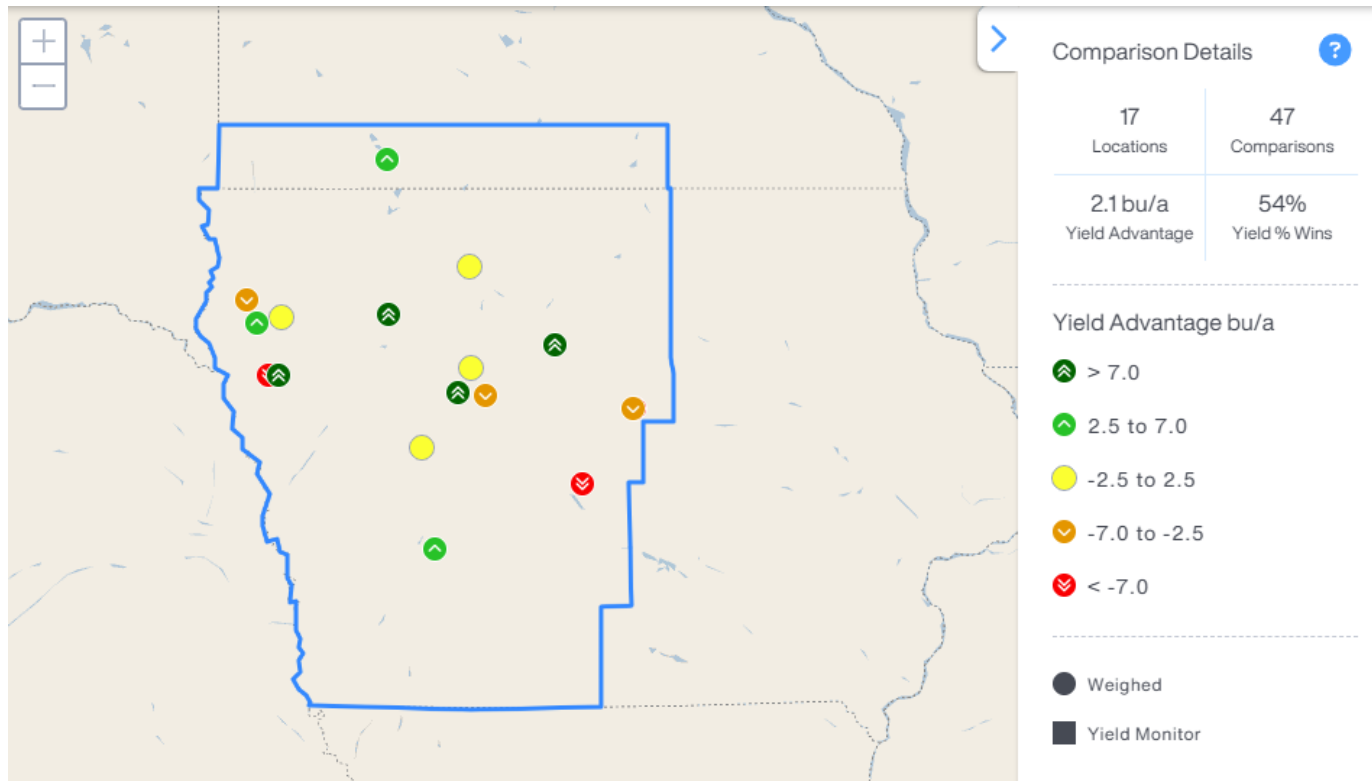 +
−
Comparison Details
?
17
47
Locations
Comparisons
2.1 bu/a
54%
Yield Advantage
Yield % Wins
Yield Advantage bu/a
> 7.0
2.5 to 7.0
-2.5 to 2.5
-7.0 to -2.5
< -7.0
Weighed
Yield Monitor